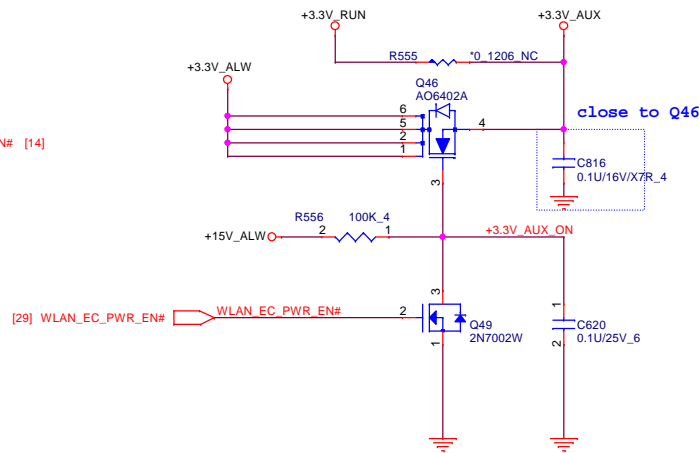 +3.3V_RUN
+3.3V_AUX
R555
*0_1206_NC
+3.3V_ALW
Q46
AO6402A
6
5
2
1
4
3
close to Q46
N# [14]
C816
0.1U/16V/X7R_4
R556
100K_4
+15V_ALW
2
1
+3.3V_AUX_ON
[29] WLAN_EC_PWR_EN#
WLAN_EC_PWR_EN#
3
2
1
Q49
2N7002W
1
2
C620
0.1U/25V_6